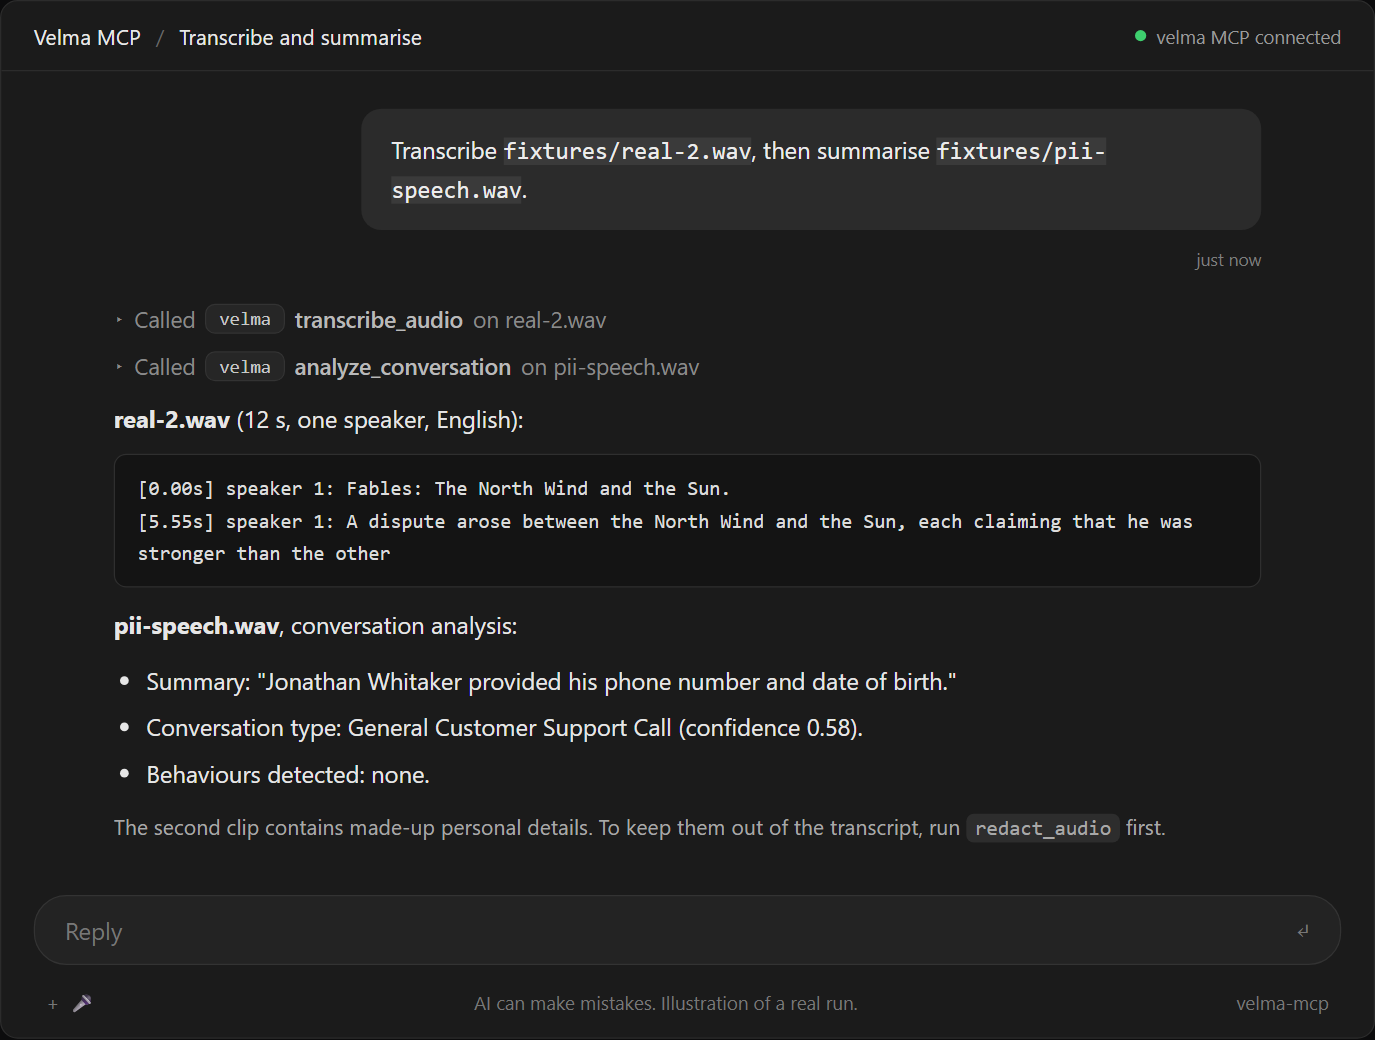 Velma MCP / Transcribe and summarise
velma MCP connected
Transcribe fixtures/real-2.wav, then summarise fixtures/pii-
speech.wav.
just now
Called velma transcribe_audio on real-2.wav
Called velma analyze_conversation on pii-speech.wav
real-2.wav (12 s, one speaker, English):
[0.00s] speaker 1: Fables: The North Wind and the Sun.
[5.55s] speaker 1: A dispute arose between the North Wind and the Sun, each claiming that he was
stronger than the other
pii-speech.wav, conversation analysis:
• Summary: "Jonathan Whitaker provided his phone number and date of birth."
• Conversation type: General Customer Support Call (confidence 0.58).
• Behaviours detected: none.
The second clip contains made-up personal details. To keep them out of the transcript, run redact_audio first.
Reply
AI can make mistakes. Illustration of a real run.
velma-mcp